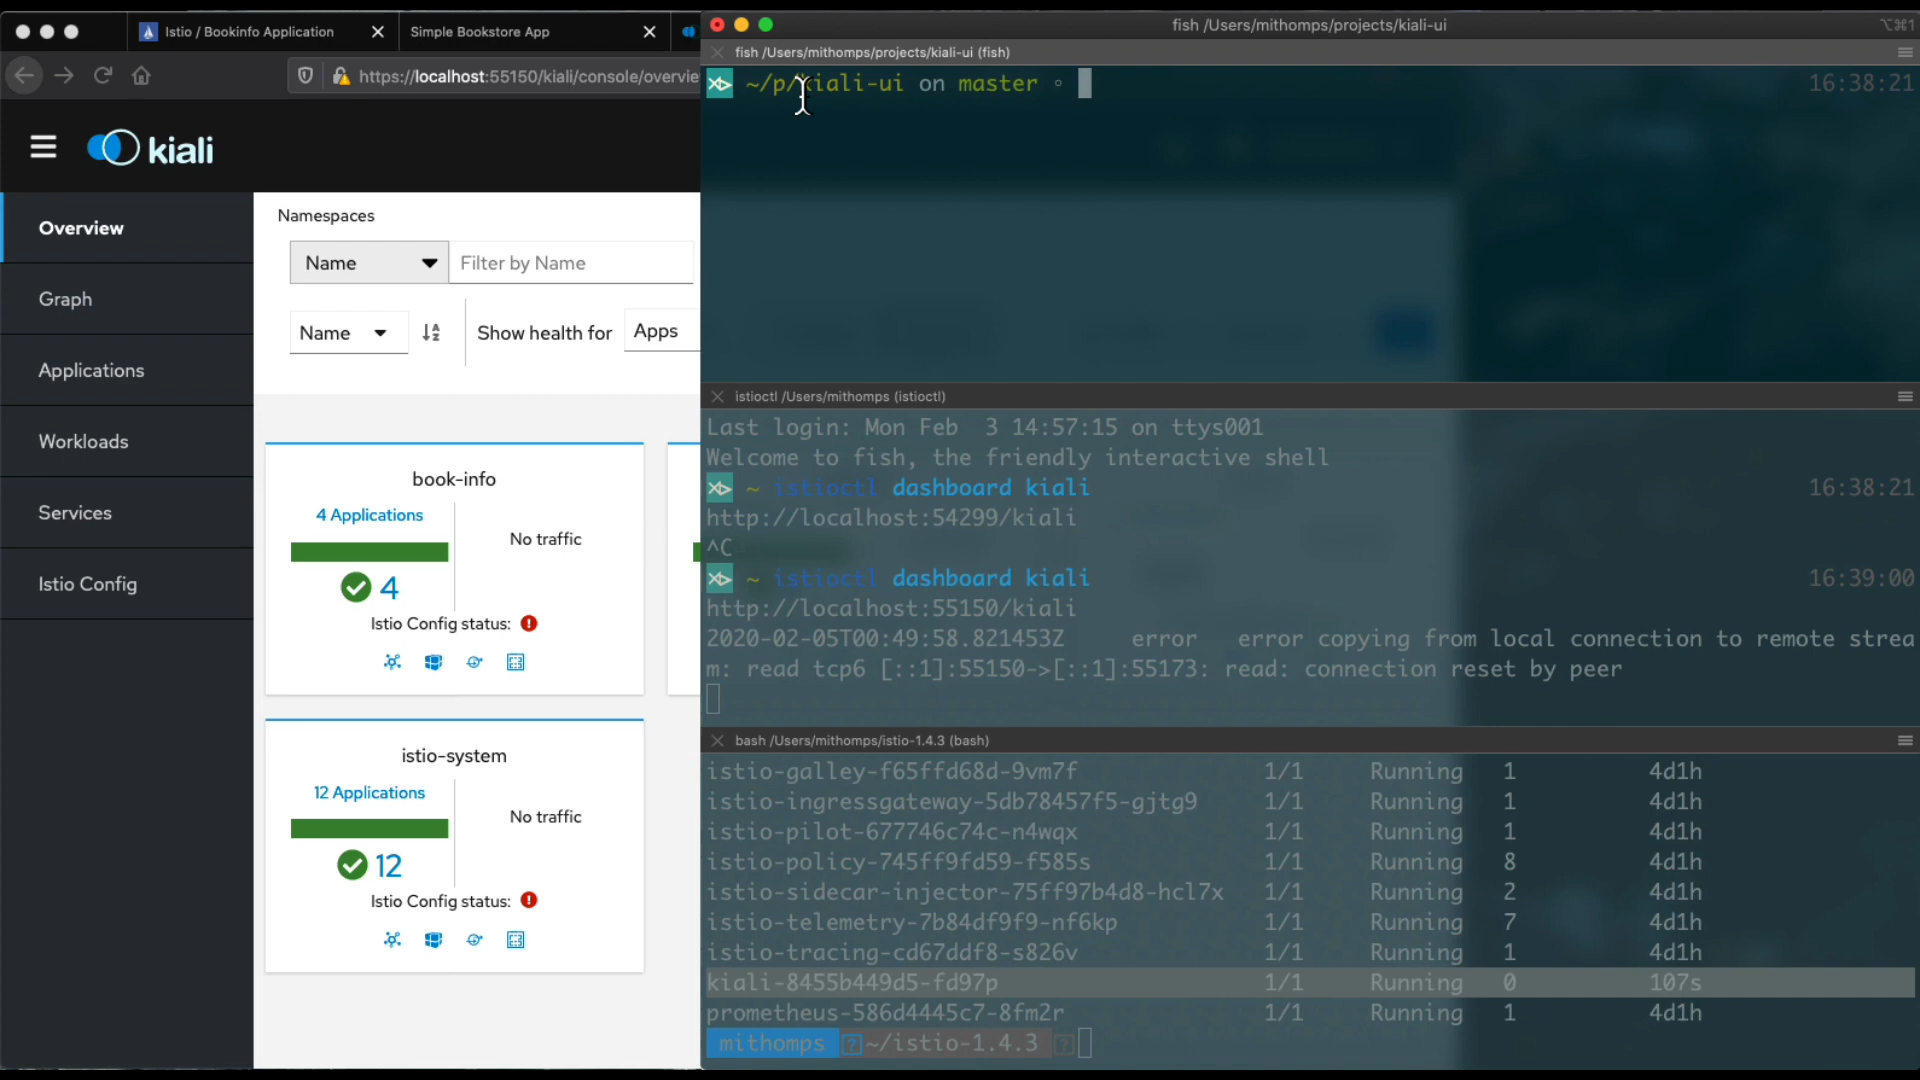 Istio / Bookinfo Application
Simple Bookstore App
https://localhost:55150/kiali/console/overvie
kiali
Overview
Graph
Applications
Workloads
Services
Istio Config
Namespaces
Name
Filter by Name
Name
Show health for
Apps
book-info
4 Applications
No traffic
4
Istio Config status:
istio-system
12 Applications
No traffic
12
Istio Config status:
fish /Users/mithomps/projects/kiali-ui
⌥⌘1
fish /Users/mithomps/projects/kiali-ui (fish)
~/p/kiali-ui on master 16:38:21
istioctl /Users/mithomps (istioctl)
Last login: Mon Feb  3 14:57:15 on ttys001
Welcome to fish, the friendly interactive shell
~ istioctl dashboard kiali 16:38:21
http://localhost:54299/kiali
^C
~ istioctl dashboard kiali 16:39:00
http://localhost:55150/kiali
2020-02-05T00:49:58.821453Z error error copying from local connection to remote strea
m: read tcp6 [::1]:55150->[::1]:55173: read: connection reset by peer
bash /Users/mithomps/istio-1.4.3 (bash)
istio-galley-f65ffd68d-9vm7f 1/1 Running 1 4d1h
istio-ingressgateway-5db78457f5-gjtg9 1/1 Running 1 4d1h
istio-pilot-677746c74c-n4wqx 1/1 Running 1 4d1h
istio-policy-745ff9fd59-f585s 1/1 Running 8 4d1h
istio-sidecar-injector-75ff97b4d8-hcl7x 1/1 Running 2 4d1h
istio-telemetry-7b84df9f9-nf6kp 1/1 Running 7 4d1h
istio-tracing-cd67ddf8-s826v 1/1 Running 1 4d1h
kiali-8455b449d5-fd97p 1/1 Running 0 107s
prometheus-586d4445c7-8fm2r 1/1 Running 1 4d1h
mithomps ~/istio-1.4.3